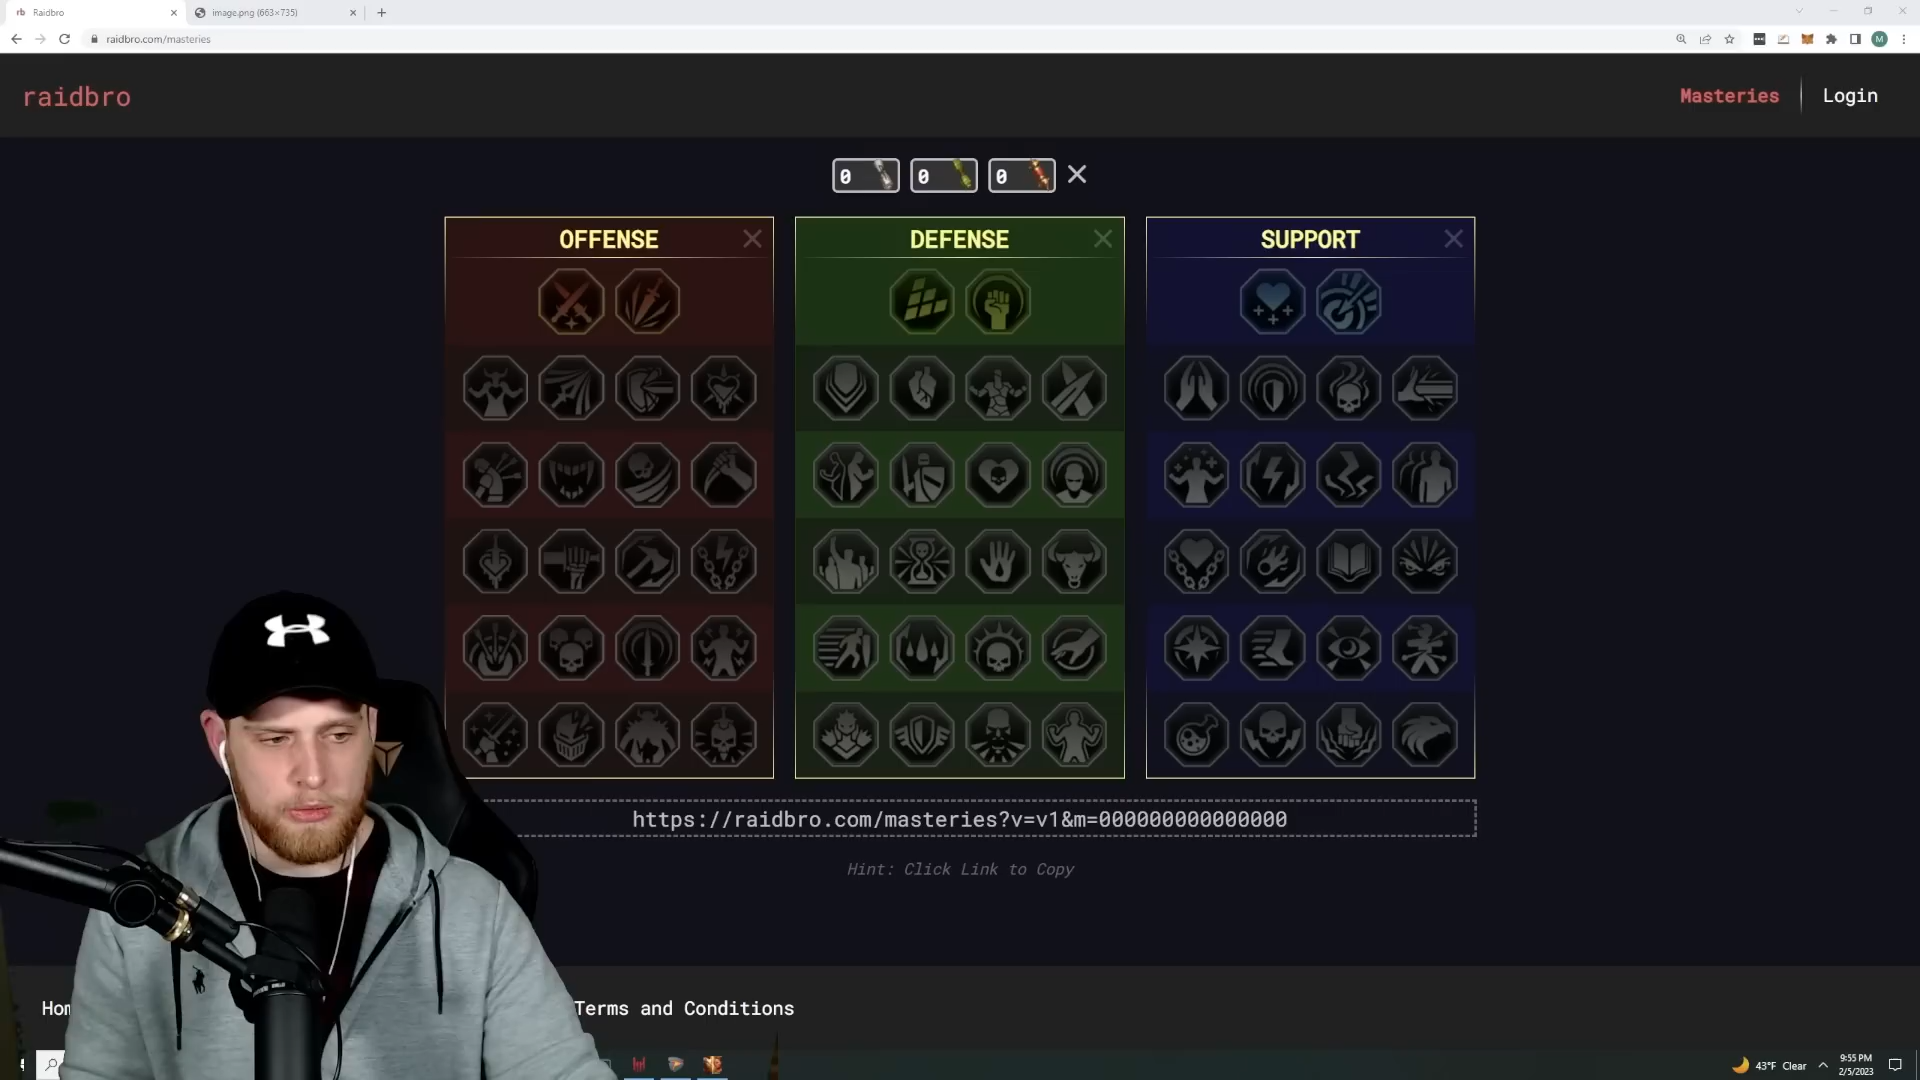 Raidbro
image.png (663×735)
raidbro.com/masteries
M
raidbro
Masteries
Login
0
0
0
OFFENSE
DEFENSE
SUPPORT
https://raidbro.com/masteries?v=v1&m=000000000000000
Hint: Click Link to Copy
Terms and Conditions
43°F Clear
9:55 PM
2/5/2023